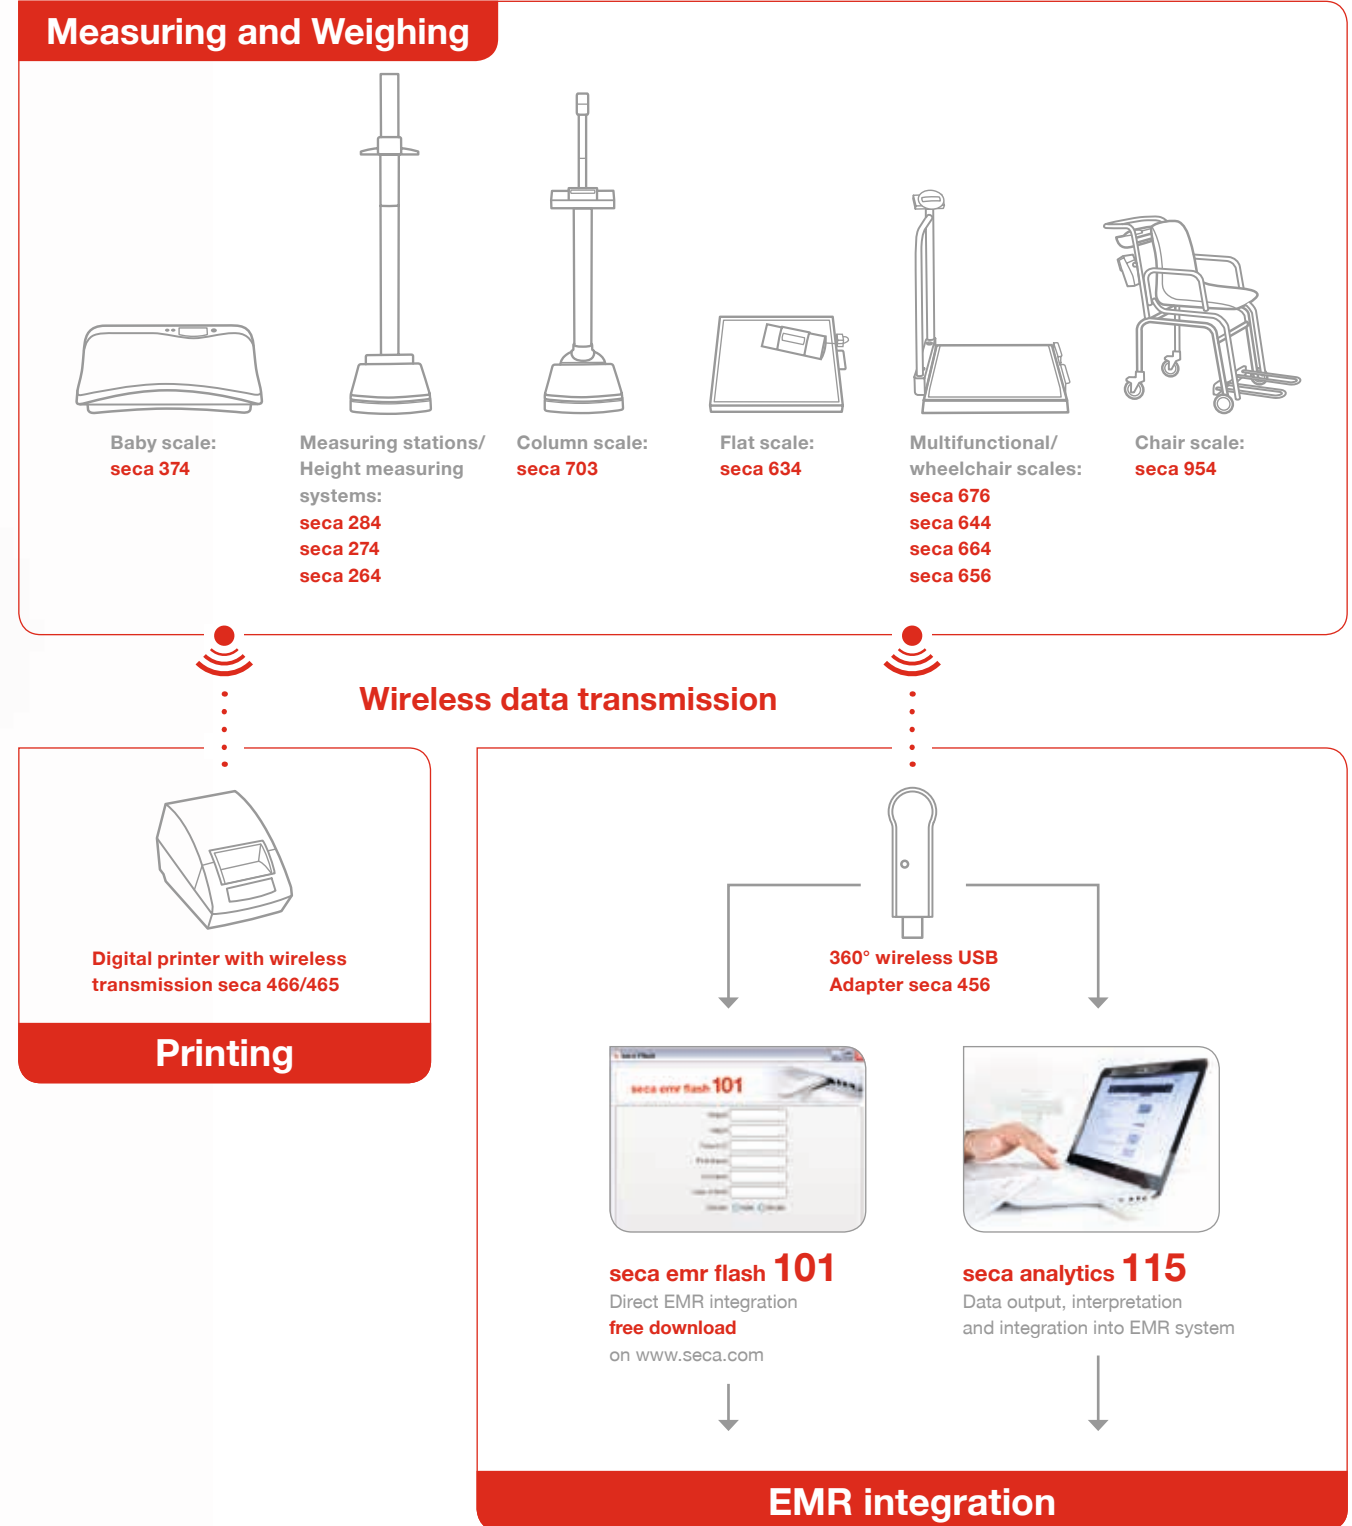 Measuring and Weighing
Baby scale:
seca 374
Measuring stations/
Height measuring
systems:
seca 284
seca 274
seca 264
Column scale:
seca 703
Flat scale:
seca 634
Multifunctional/
wheelchair scales:
seca 676
seca 644
seca 664
seca 656
Chair scale:
seca 954
Wireless data transmission
Digital printer with wireless
transmission seca 466/465
Printing
360° wireless USB
Adapter seca 456
seca emr flash 101
seca emr flash 101
Direct EMR integration
free download
on www.seca.com
seca analytics 115
Data output, interpretation
and integration into EMR system
EMR integration